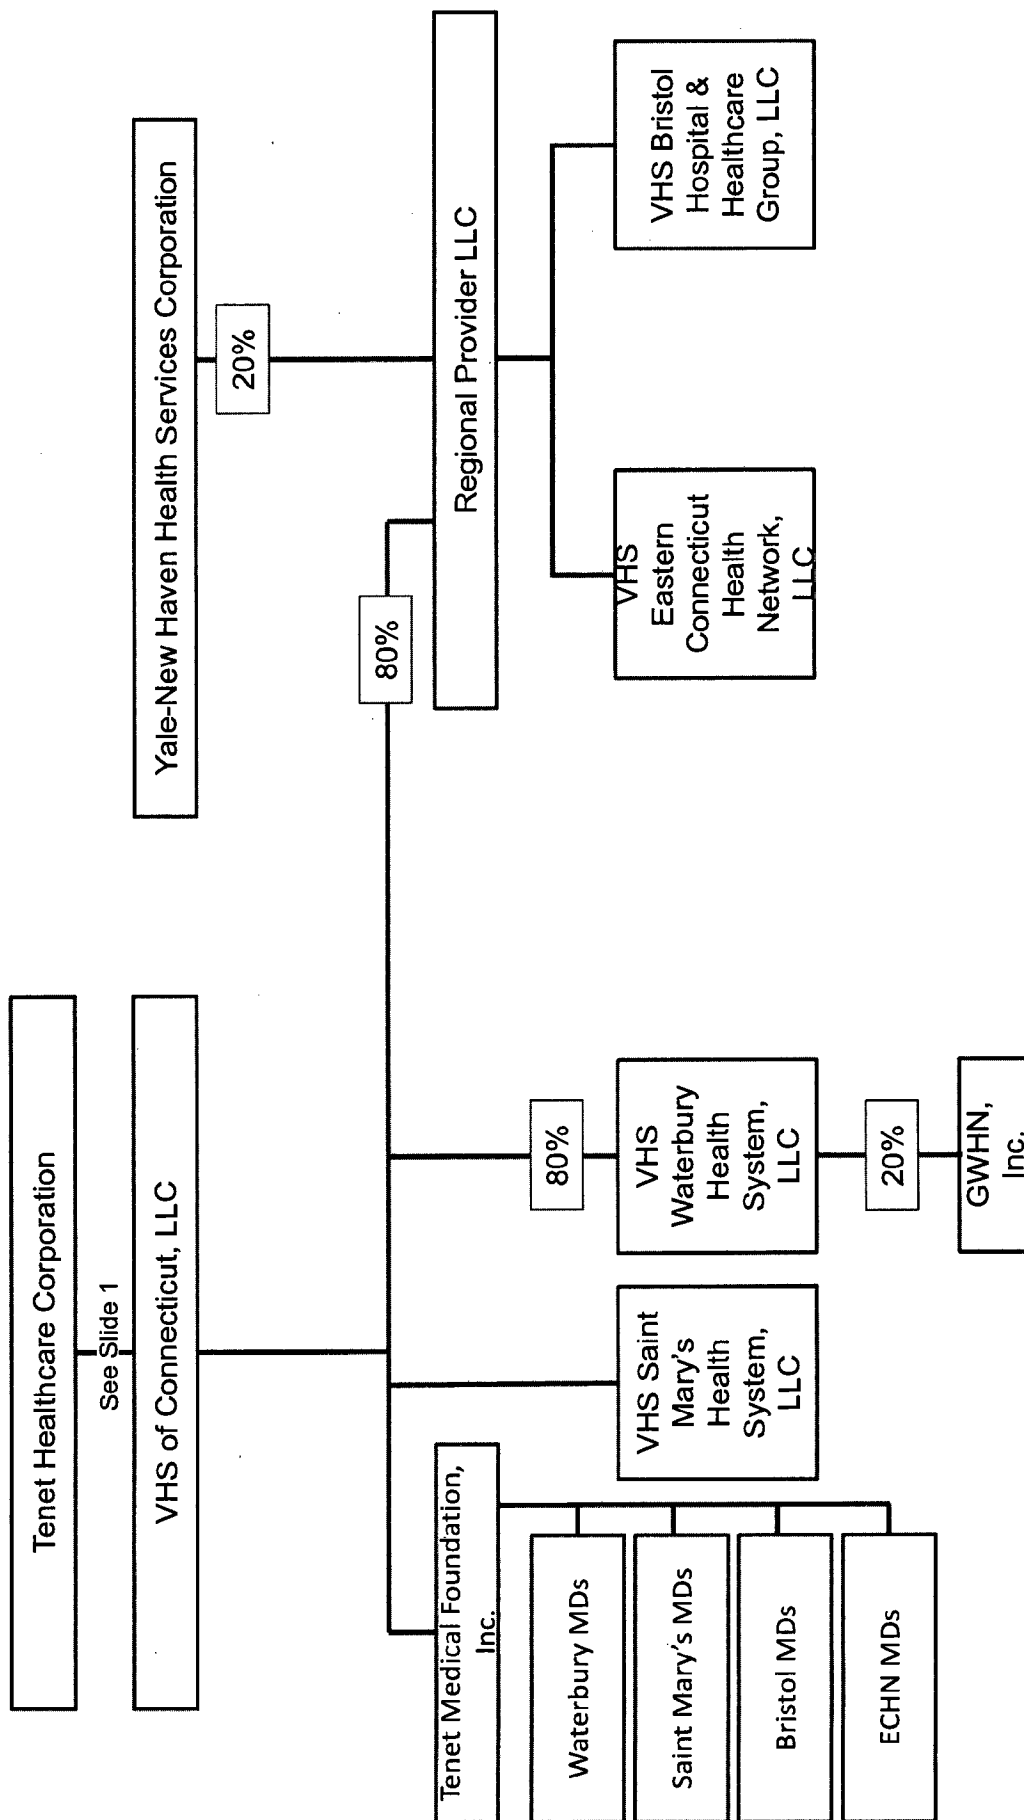 Tenet Healthcare Corporation
See Slide 1
VHS of Connecticut, LLC
Yale-New Haven Health Services Corporation
20%
80%
Tenet Medical Foundation,
Inc.
Regional Provider LLC
Waterbury MDs
Saint Mary's MDs
Bristol MDs
ECHN MDs
VHS Saint
Mary's
Health
System,
LLC
80%
VHS
Waterbury
Health
System,
LLC
20%
GWHN,
Inc.
VHS
Eastern
Connecticut
Health
Network,
LLC
VHS Bristol
Hospital &
Healthcare
Group, LLC